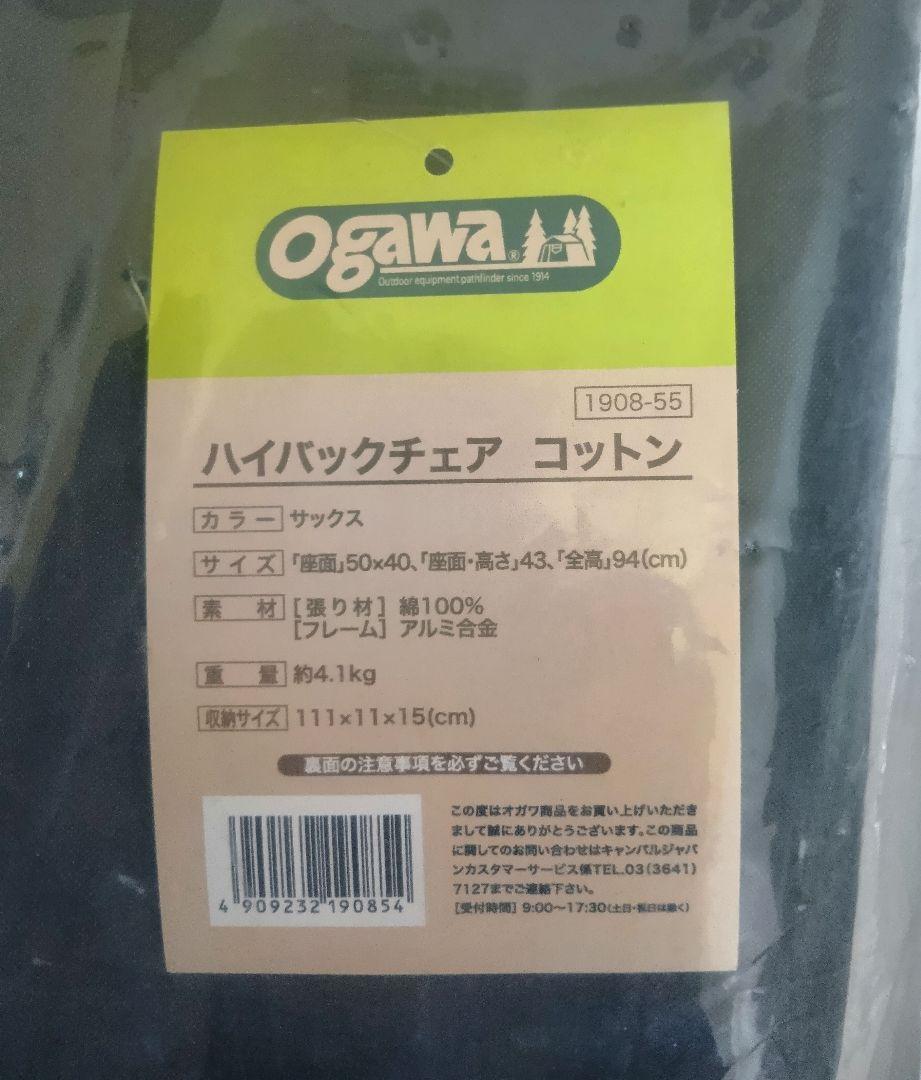 ogawa®
Outdoor equipment pathfinder since 1914
1908-55
ハイバックチェア コットン
カラー サックス
サイズ 「座面」50×40、「座面・高さ」43、「全高」94(cm)
素材 [張り材] 綿100%
[フレーム] アルミ合金
重量 約4.1kg
収納サイズ 111×11×15(cm)
裏面の注意事項を必ずご覧ください
この度はオガワ商品をお買い上げいただき
まして誠にありがとうございます。この商品
に関してのお問い合わせはキャンパルジャパ
ンカスタマーサービス係TEL.03(3641)
7127までご連絡下さい。
[受付時間] 9:00〜17:30(土日・祝日は除く)
4 909232 190854